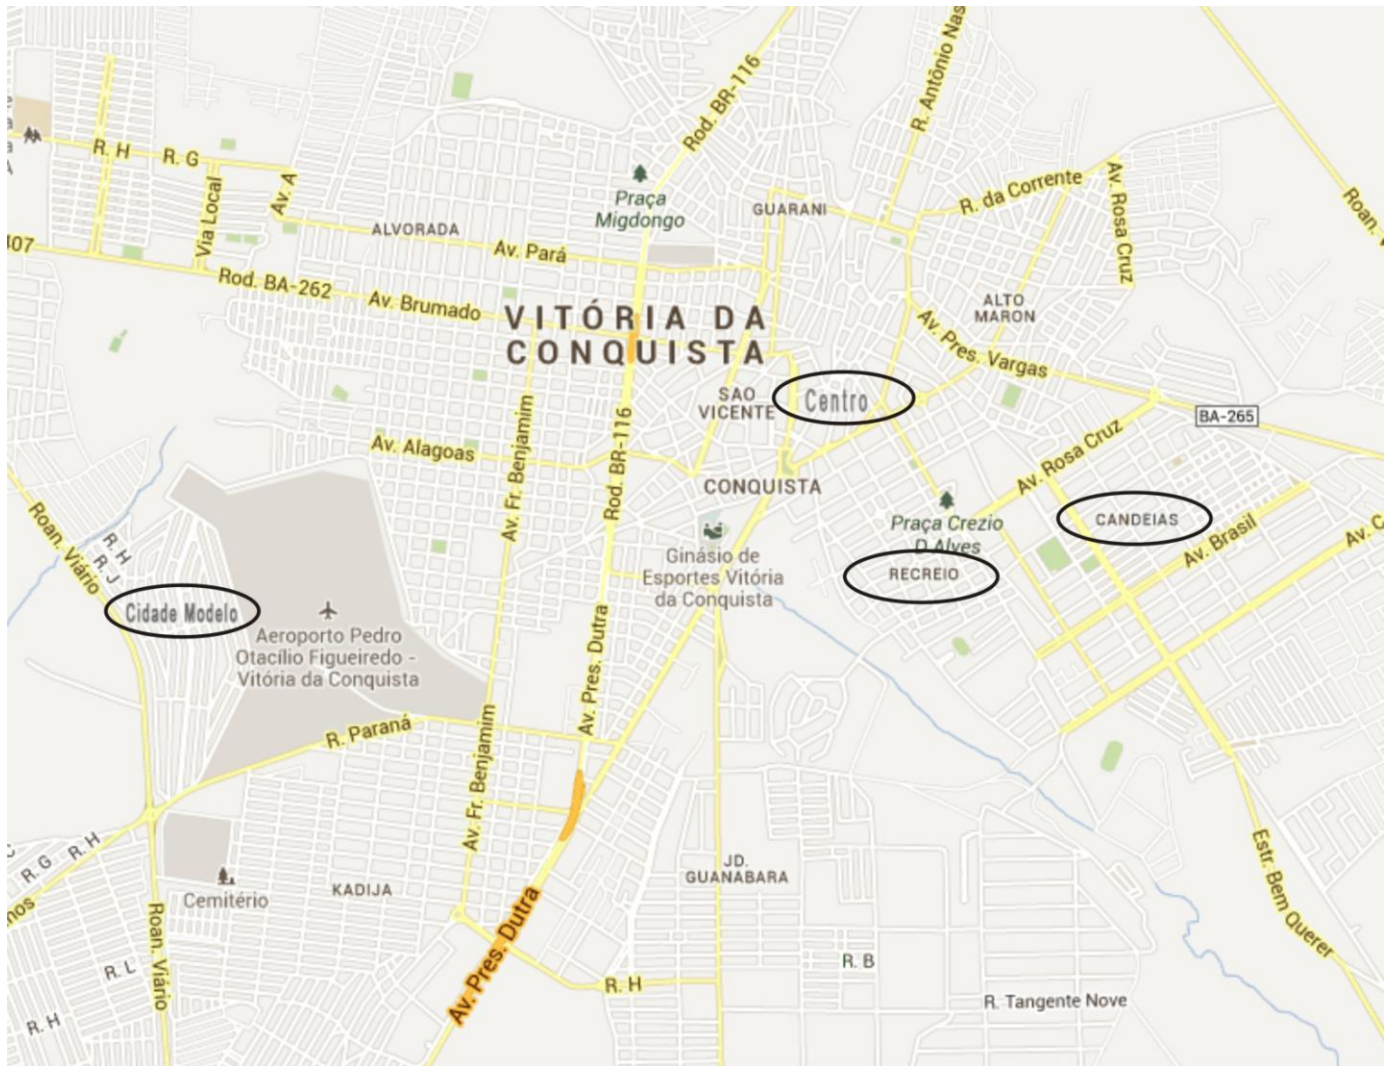 R. Antônio Nas
Rod. BR-116
R. H
R. G
Av. A
Via Local
Praça
Migdongo
GUARANI
R. da Corrente
Av. Rosa Cruz
Roan. V
ALVORADA
Av. Pará
307
Rod. BA-262
Av. Brumado
VITÓRIA DA
CONQUISTA
ALTO
MARON
Av. Pres. Vargas
SAO
VICENTE
Centro
BA-265
Av. Alagoas
Av. Fr. Benjamim
Rod. BR-116
CONQUISTA
Av. Rosa Cruz
Praça Crezio
D Alves
CANDEIAS
Av. Brasil
Av. C
Roan. Viário
R. H
R. J
Ginásio de
Esportes Vitória
da Conquista
RECREIO
Cidade Modelo
Aeroporto Pedro
Otacílio Figueiredo -
Vitória da Conquista
Av. Pres. Dutra
R. Paraná
Av. Fr. Benjamim
R. G
R. H
nos
Cemitério
KADIJA
JD.
GUANABARA
Estr. Bem Querer
Av. Pres. Dutra
Roan. Viário
R. L
R. H
R. H
R. B
R. Tangente Nove